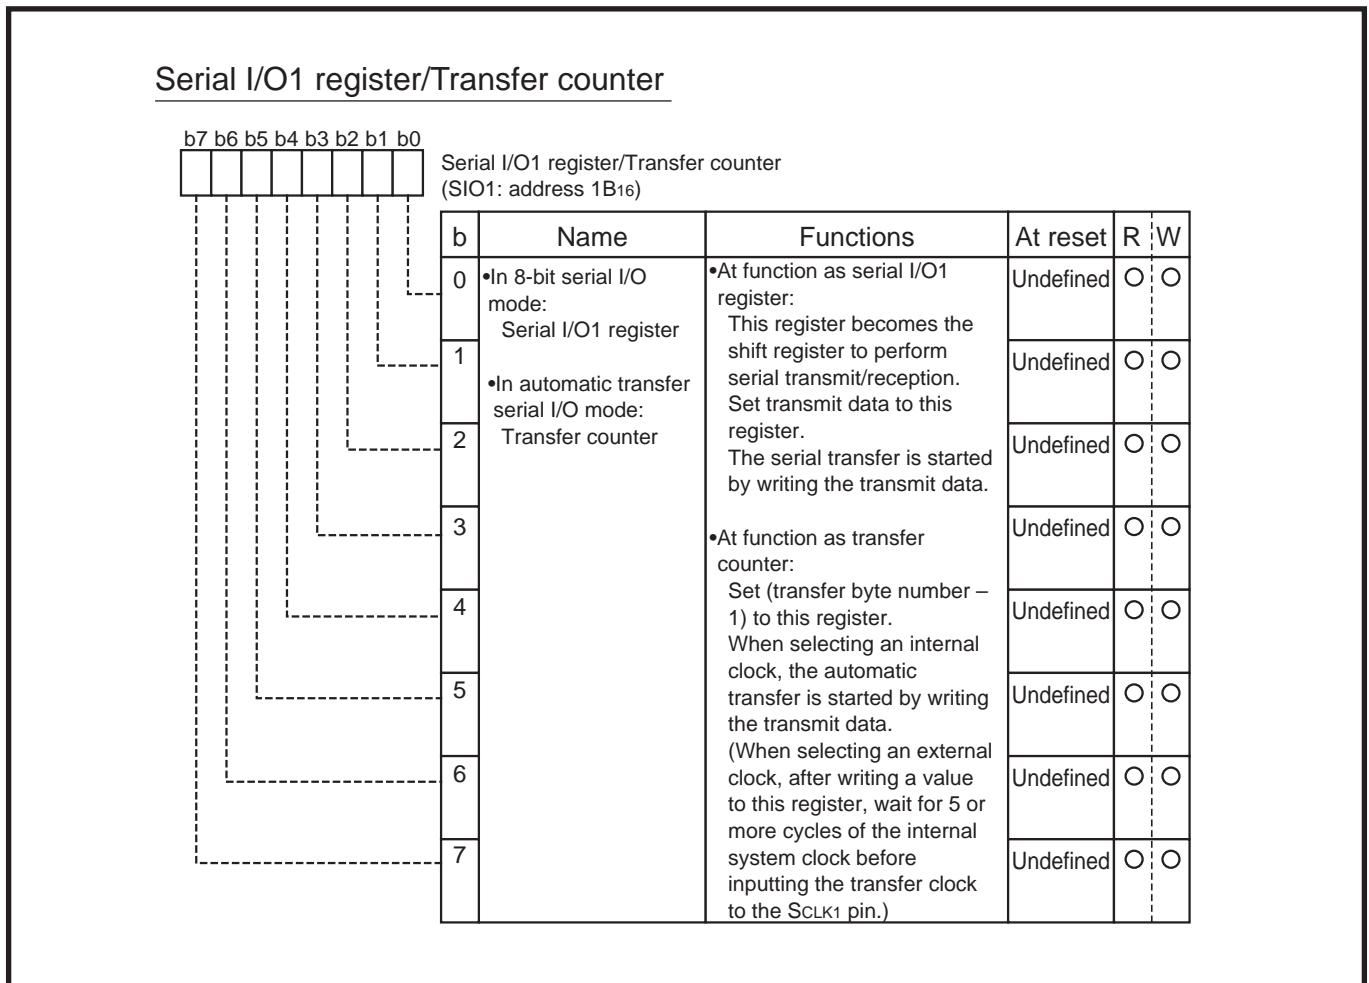 Serial I/O1 register/Transfer counter
b7 b6 b5 b4 b3 b2 b1 b0
Serial I/O1 register/Transfer counter
(SIO1: address 1B16)
b Name Functions At reset R W
0
1
2
3
4
5
6
7
•In 8-bit serial I/O
mode:
Serial I/O1 register
•In automatic transfer
serial I/O mode:
Transfer counter
•At function as serial I/O1
register:
This register becomes the
shift register to perform
serial transmit/reception.
Set transmit data to this
register.
The serial transfer is started
by writing the transmit data.
•At function as transfer
counter:
Set (transfer byte number –
1) to this register.
When selecting an internal
clock, the automatic
transfer is started by writing
the transmit data.
(When selecting an external
clock, after writing a value
to this register, wait for 5 or
more cycles of the internal
system clock before
inputting the transfer clock
to the SCLK1 pin.)
Undefined ○ ○
Undefined ○ ○
Undefined ○ ○
Undefined ○ ○
Undefined ○ ○
Undefined ○ ○
Undefined ○ ○
Undefined ○ ○